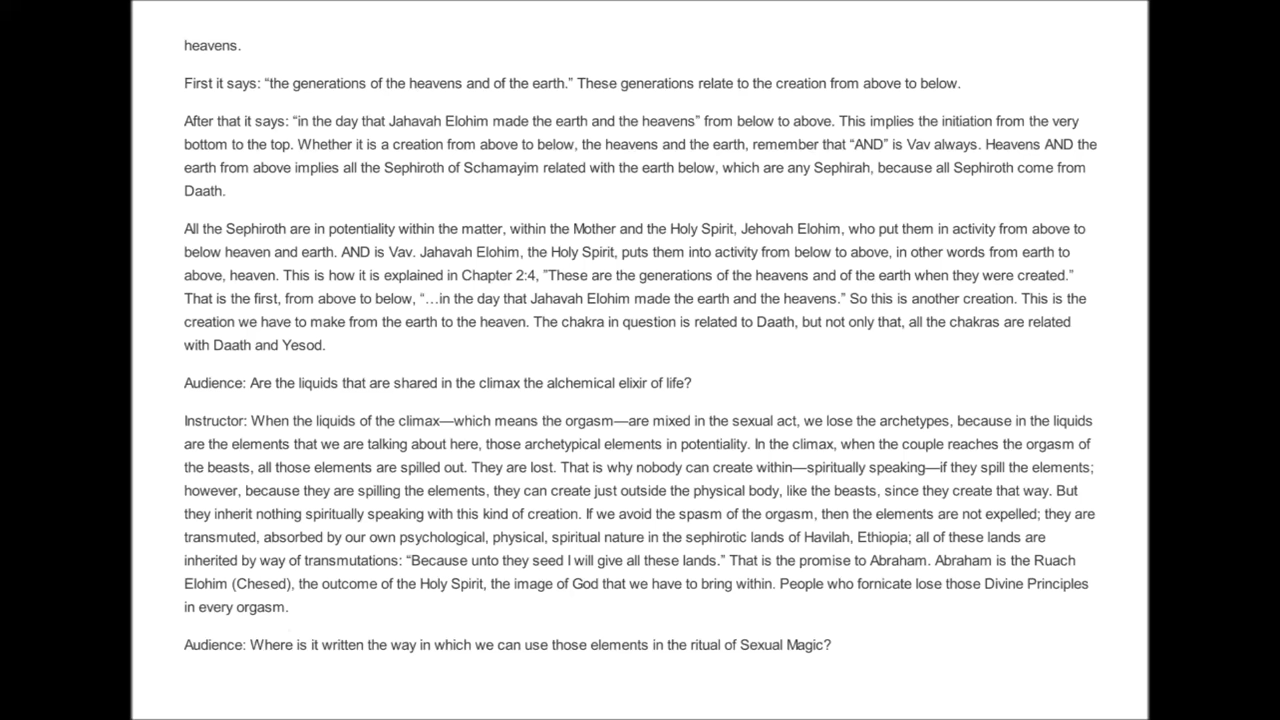 heavens.
First it says: “the generations of the heavens and of the earth.” These generations relate to the creation from above to below.
After that it says: “in the day that Jahavah Elohim made the earth and the heavens” from below to above. This implies the initiation from the very
bottom to the top. Whether it is a creation from above to below, the heavens and the earth, remember that “AND” is Vav always. Heavens AND the
earth from above implies all the Sephiroth of Schamayim related with the earth below, which are any Sephirah, because all Sephiroth come from
Daath.
All the Sephiroth are in potentiality within the matter, within the Mother and the Holy Spirit, Jehovah Elohim, who put them in activity from above to
below heaven and earth. AND is Vav. Jahavah Elohim, the Holy Spirit, puts them into activity from below to above, in other words from earth to
above, heaven. This is how it is explained in Chapter 2:4, ”These are the generations of the heavens and of the earth when they were created.”
That is the first, from above to below, “…in the day that Jahavah Elohim made the earth and the heavens.” So this is another creation. This is the
creation we have to make from the earth to the heaven. The chakra in question is related to Daath, but not only that, all the chakras are related
with Daath and Yesod.
Audience: Are the liquids that are shared in the climax the alchemical elixir of life?
Instructor: When the liquids of the climax—which means the orgasm—are mixed in the sexual act, we lose the archetypes, because in the liquids
are the elements that we are talking about here, those archetypical elements in potentiality. In the climax, when the couple reaches the orgasm of
the beasts, all those elements are spilled out. They are lost. That is why nobody can create within—spiritually speaking—if they spill the elements;
however, because they are spilling the elements, they can create just outside the physical body, like the beasts, since they create that way. But
they inherit nothing spiritually speaking with this kind of creation. If we avoid the spasm of the orgasm, then the elements are not expelled; they are
transmuted, absorbed by our own psychological, physical, spiritual nature in the sephirotic lands of Havilah, Ethiopia; all of these lands are
inherited by way of transmutations: “Because unto they seed I will give all these lands.” That is the promise to Abraham. Abraham is the Ruach
Elohim (Chesed), the outcome of the Holy Spirit, the image of God that we have to bring within. People who fornicate lose those Divine Principles
in every orgasm.
Audience: Where is it written the way in which we can use those elements in the ritual of Sexual Magic?